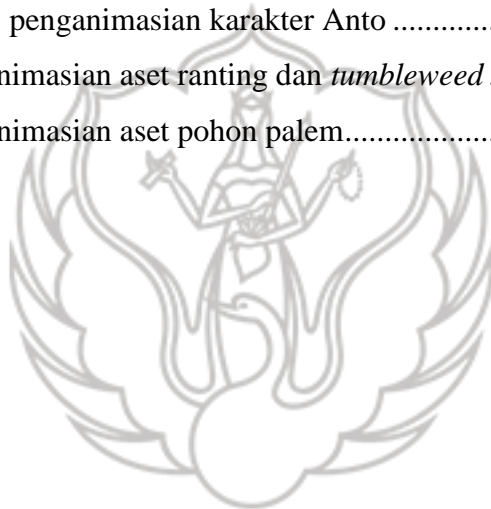 penganimasian karakter Anto .............
nimasian aset ranting dan tumbleweed .
nimasian aset pohon palem...................